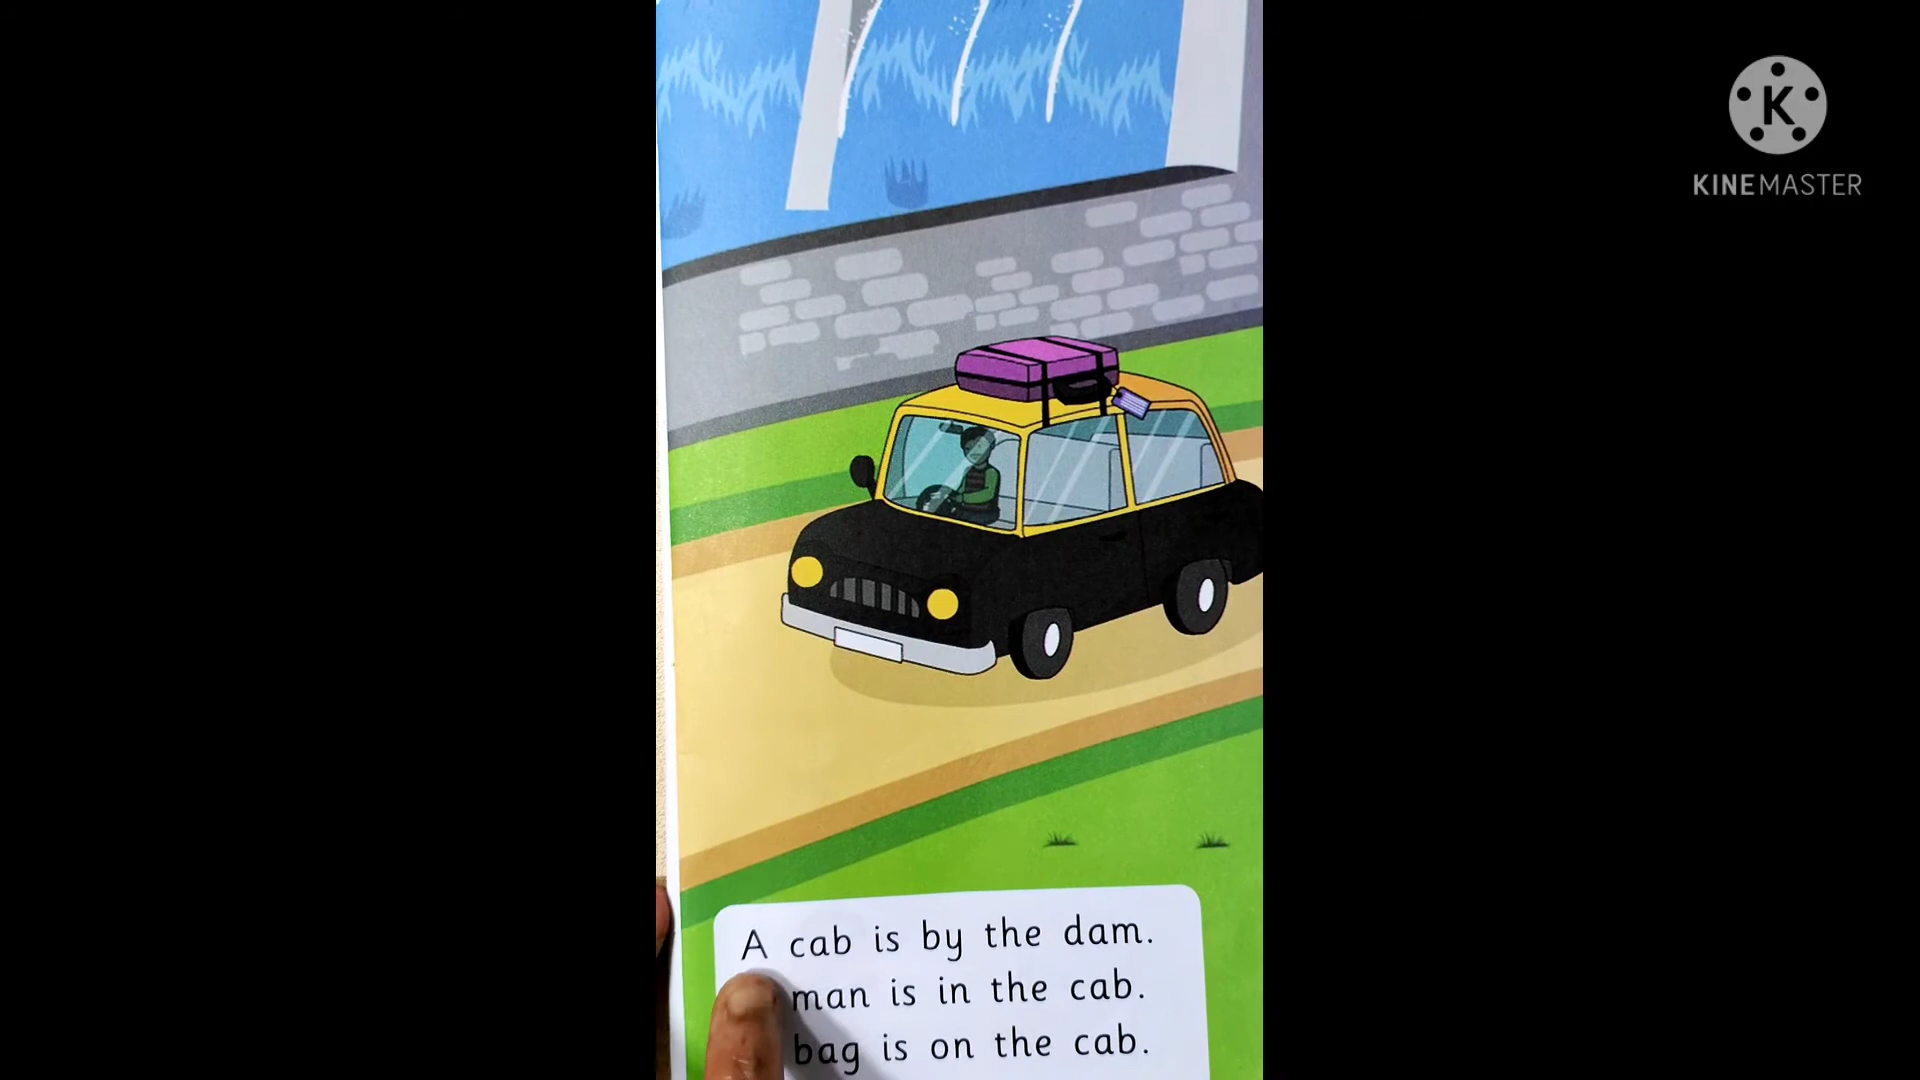 KINEMASTER
A cab is by the dam.
man is in the cab.
bag is on the cab.